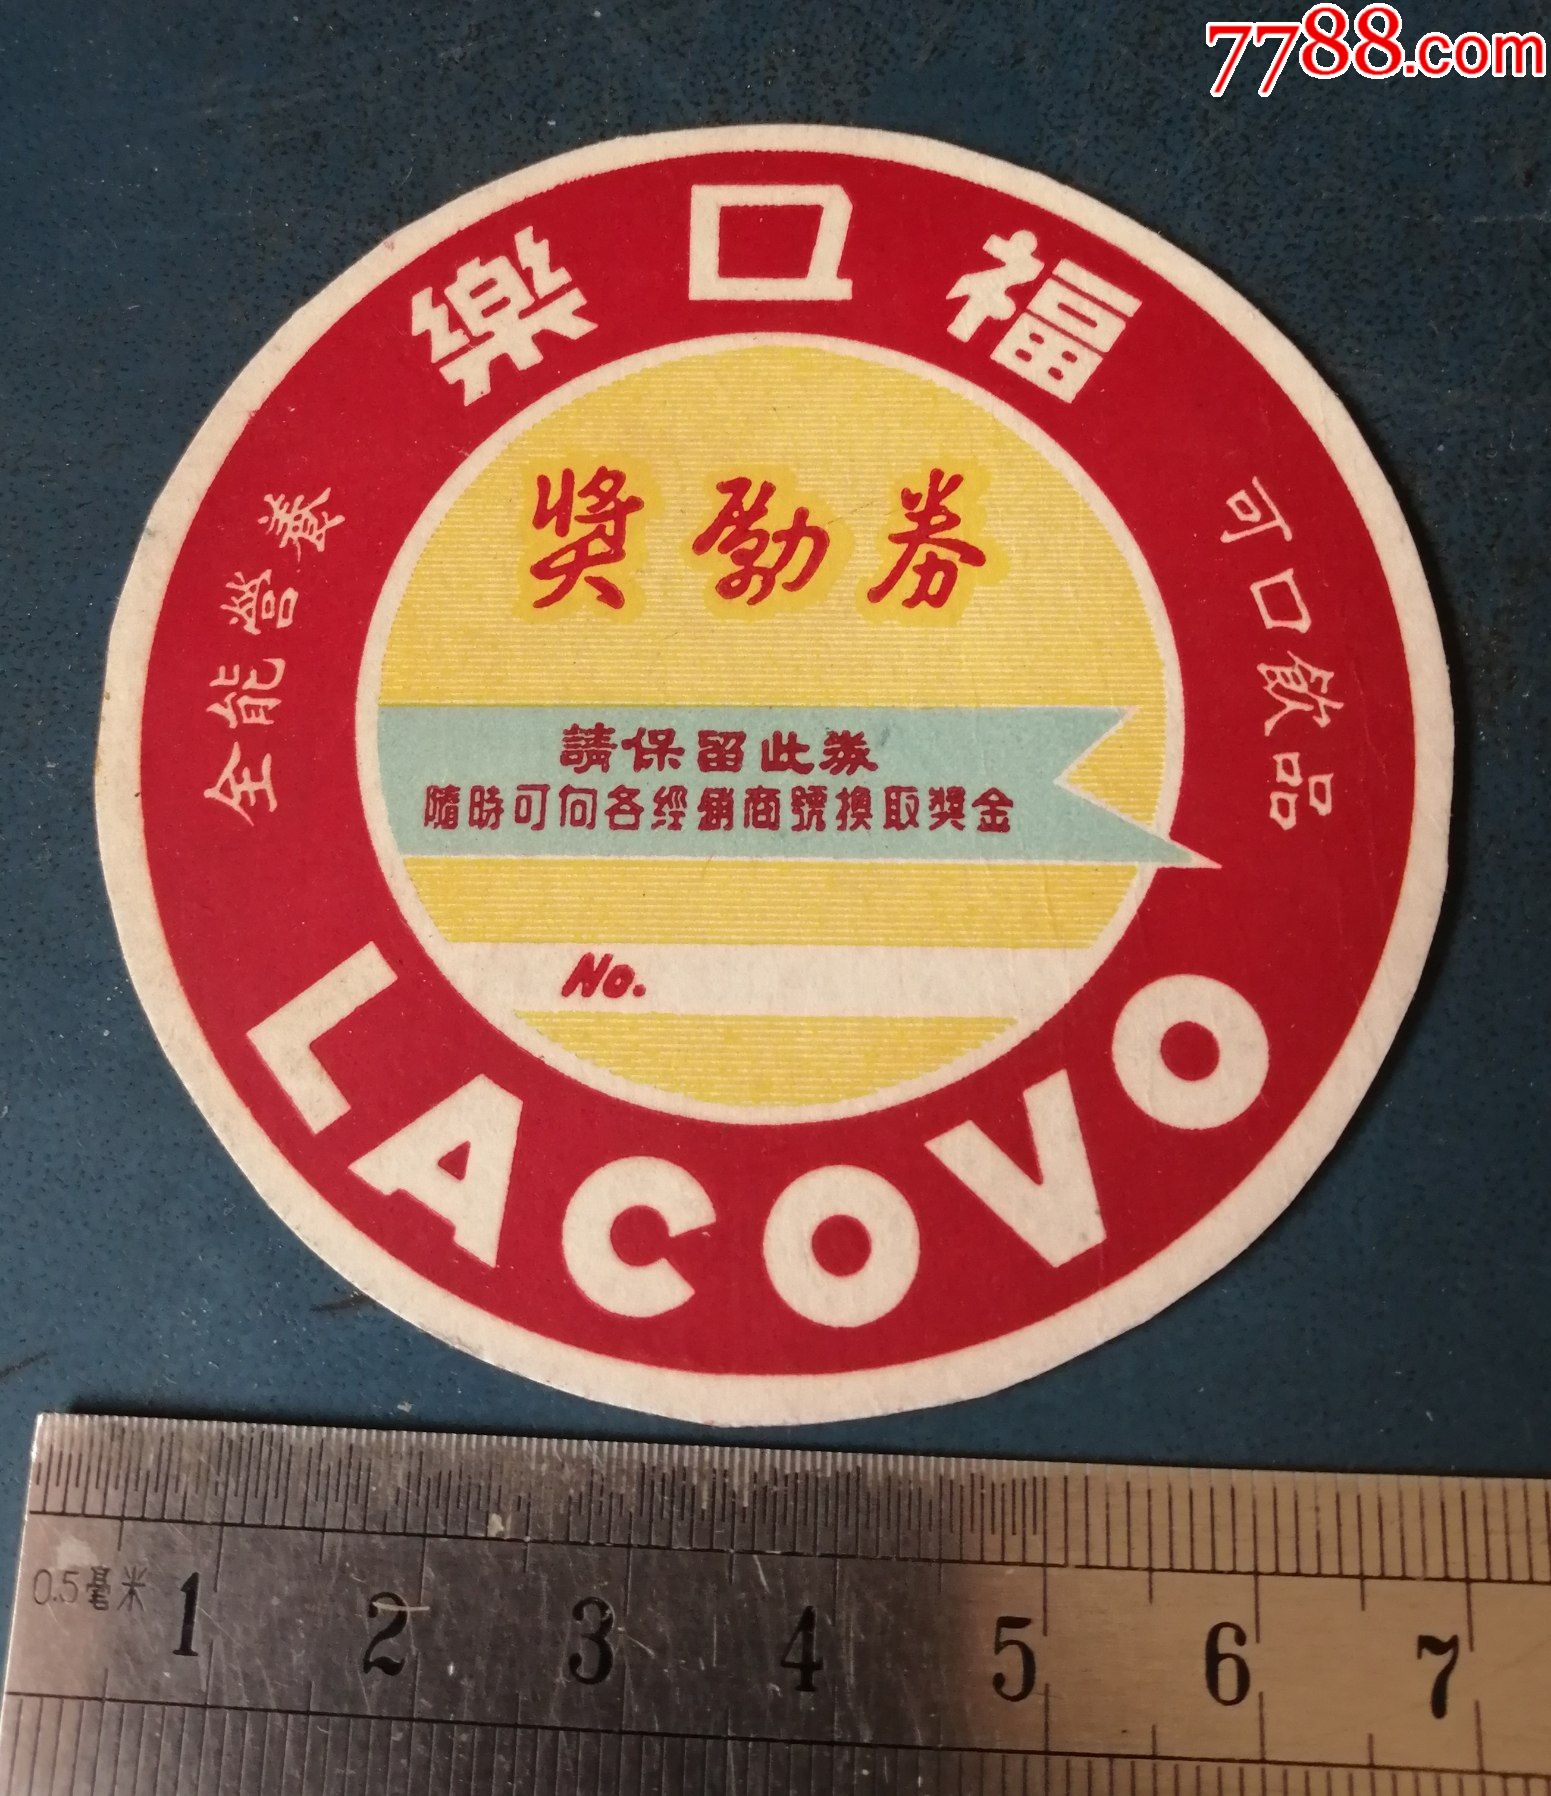 7788.com
樂口福
全能營養
可口飲品
獎勵券
請保留此券
隨時可向各經銷商號換取獎金
No.
LACOVO
0.5毫米
1 2 3 4 5 6 7